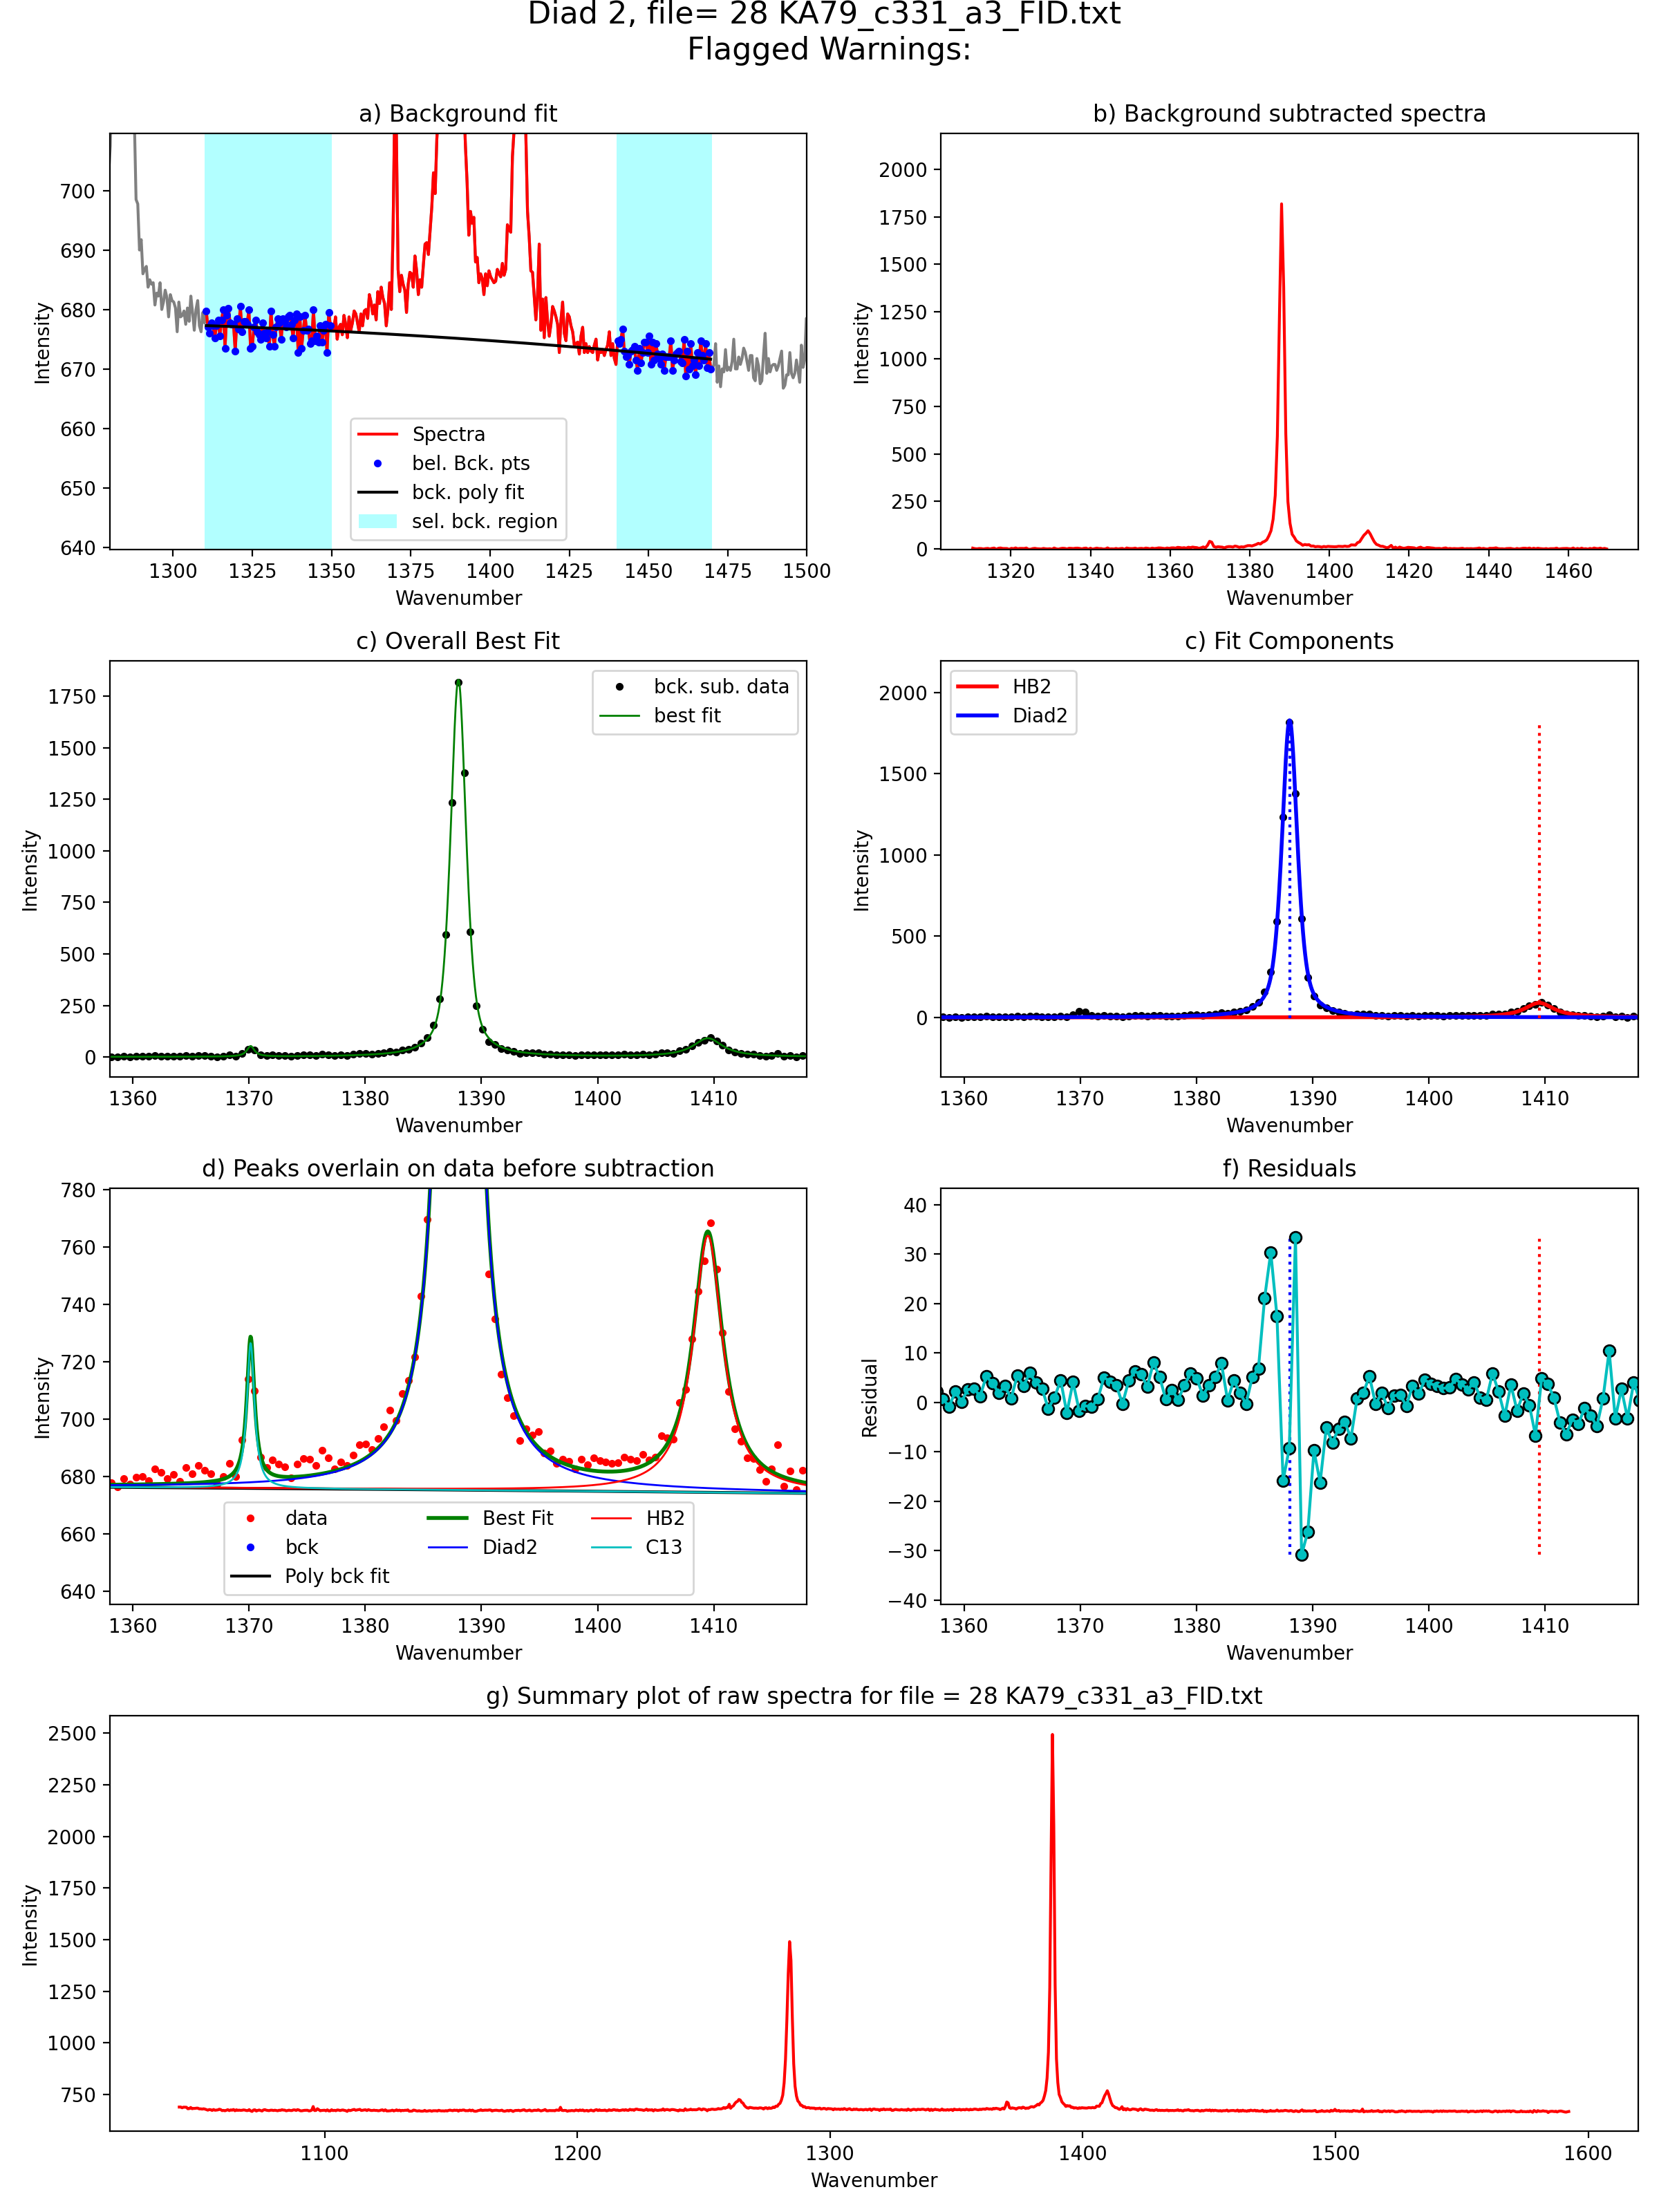 Diad 2, file= 28 KA79_c331_a3_FID.txt
Flagged Warnings:
a) Background fit
Intensity
700
690
680
670
660
650
640
Spectra
bel. Bck. pts
bck. poly fit
sel. bck. region
1300 1325 1350 1375 1400 1425 1450 1475 1500
Wavenumber
b) Background subtracted spectra
Intensity
2000
1750
1500
1250
1000
750
500
250
0
1320 1340 1360 1380 1400 1420 1440 1460
Wavenumber
c) Overall Best Fit
Intensity
1750
1500
1250
1000
750
500
250
0
bck. sub. data
best fit
1360 1370 1380 1390 1400 1410
Wavenumber
c) Fit Components
Intensity
2000
1500
1000
500
0
HB2
Diad2
1360 1370 1380 1390 1400 1410
Wavenumber
d) Peaks overlain on data before subtraction
Intensity
780
760
740
720
700
680
660
640
data
bck
Poly bck fit
Best Fit
Diad2
HB2
C13
1360 1370 1380 1390 1400 1410
Wavenumber
f) Residuals
Residual
40
30
20
10
0
−10
−20
−30
−40
1360 1370 1380 1390 1400 1410
Wavenumber
g) Summary plot of raw spectra for file = 28 KA79_c331_a3_FID.txt
Intensity
2500
2250
2000
1750
1500
1250
1000
750
1100 1200 1300 1400 1500 1600
Wavenumber